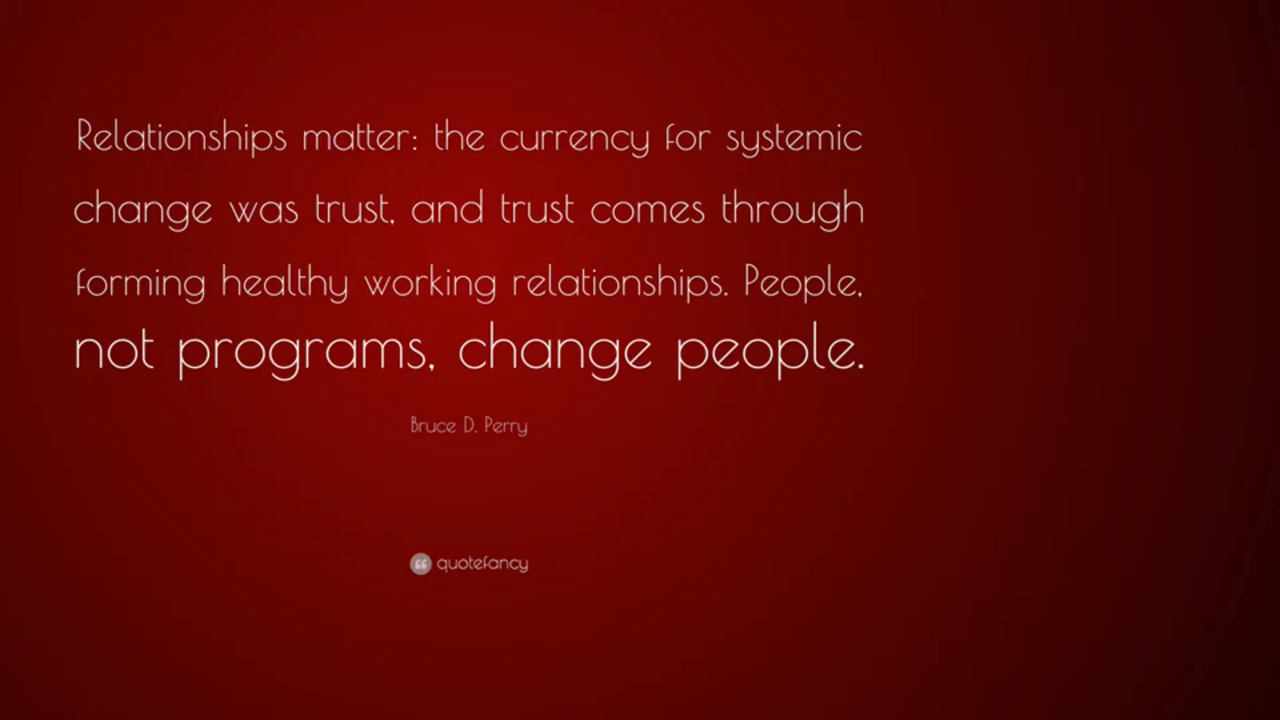 Relationships matter: the currency for systemic
change was trust, and trust comes through
forming healthy working relationships. People,
not programs, change people.
Bruce D. Perry
quotefancy